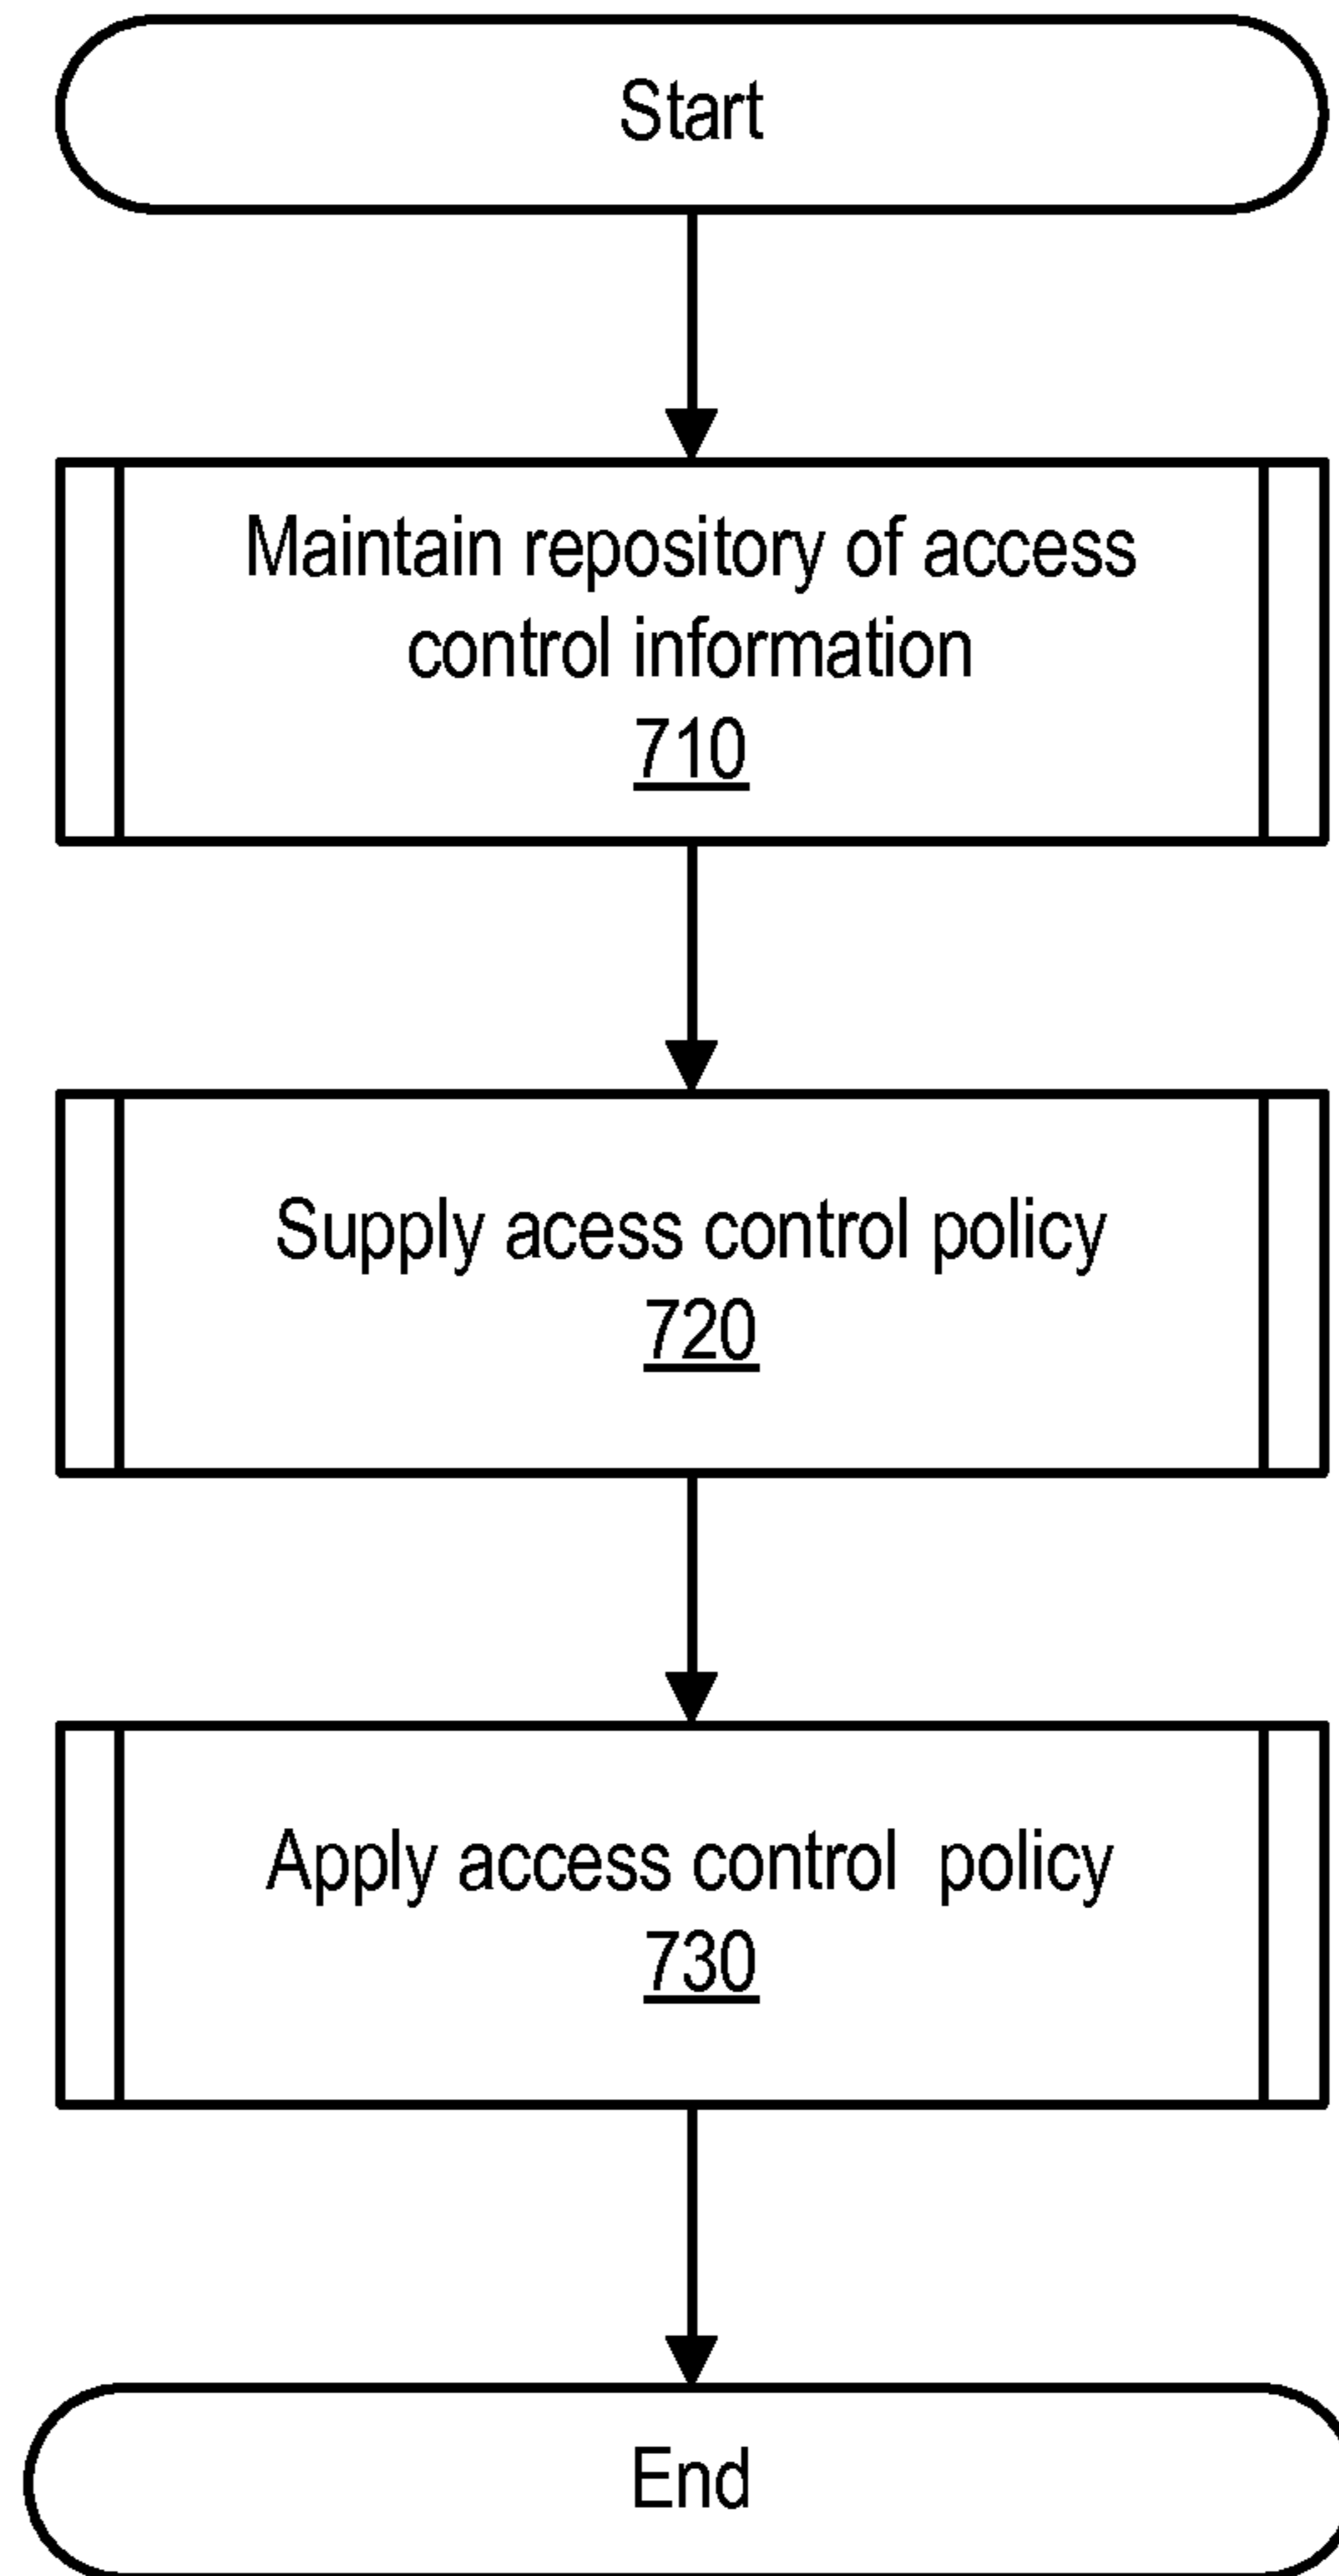 Start
Maintain repository of access
control information
710
Supply acess control policy
720
Apply access control policy
730
End